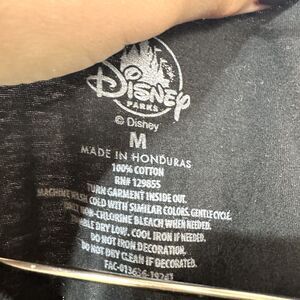 Disney
PARKS
© Disney
M
MADE IN HONDURAS
100% COTTON
RN# 129855
TURN GARMENT INSIDE OUT.
MACHINE WASH COLD WITH SIMILAR COLORS. GENTLE CYCLE.
NON-CHLORINE BLEACH WHEN NEEDED.
TUMBLE DRY LOW. COOL IRON IF NEEDED.
DO NOT IRON DECORATION.
DO NOT DRY CLEAN IF DECORATED.